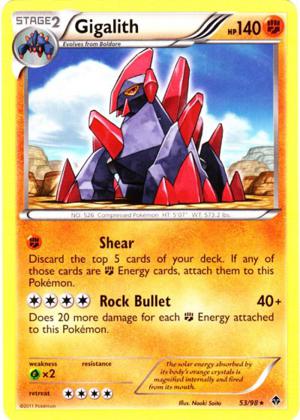 STAGE2 Gigalith HP140
Evolves from Boldore
NO. 526 Compressed Pokémon HT: 5'07" WT: 573.2 lbs.
Shear
Discard the top 5 cards of your deck. If any
of those cards are Energy cards, attach them to this
Pokémon.
Rock Bullet 40+
Does 20 more damage for each Energy attached
to this Pokémon.
weakness resistance
×2
retreat
The solar energy absorbed by
its body's orange crystals is
magnified internally and fired
from its mouth.
Illus. Naoki Saito 53/98
©2011 Pokémon